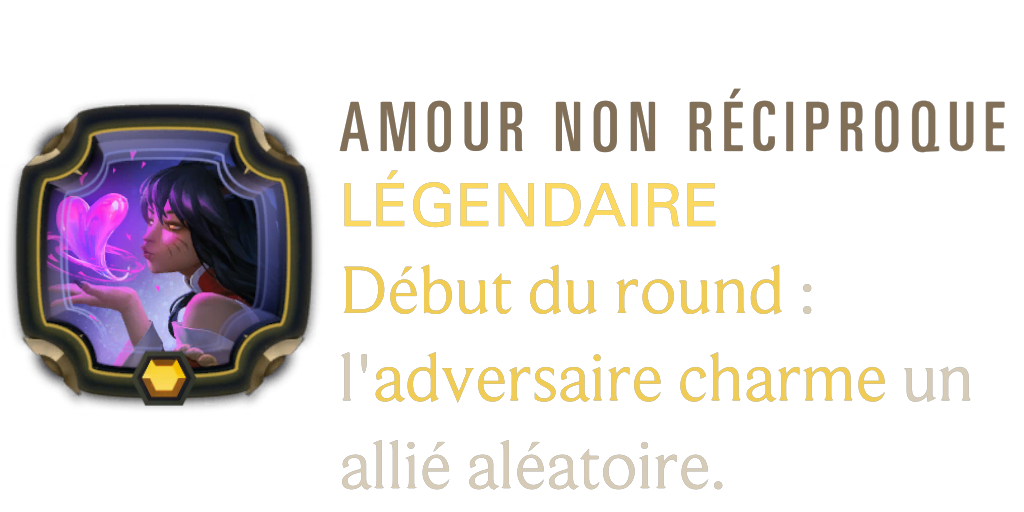 AMOUR NON RÉCIPROQUE
LÉGENDAIRE
Début du round :
l'adversaire charme un
allié aléatoire.